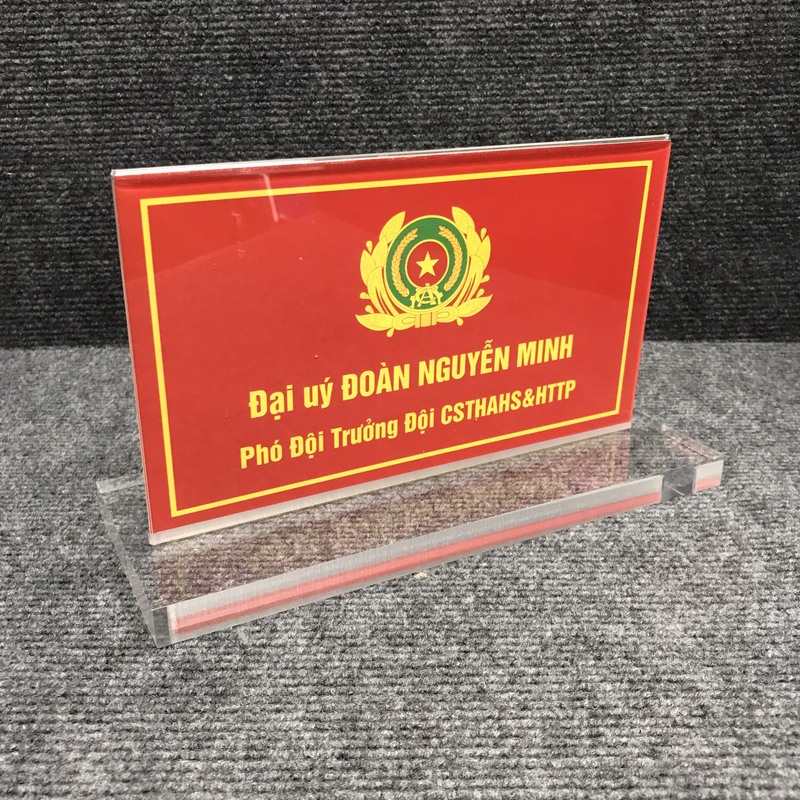 Đại uý ĐOÀN NGUYỄN MINH
Phó Đội Trưởng Đội CSTHAHS&HTTP